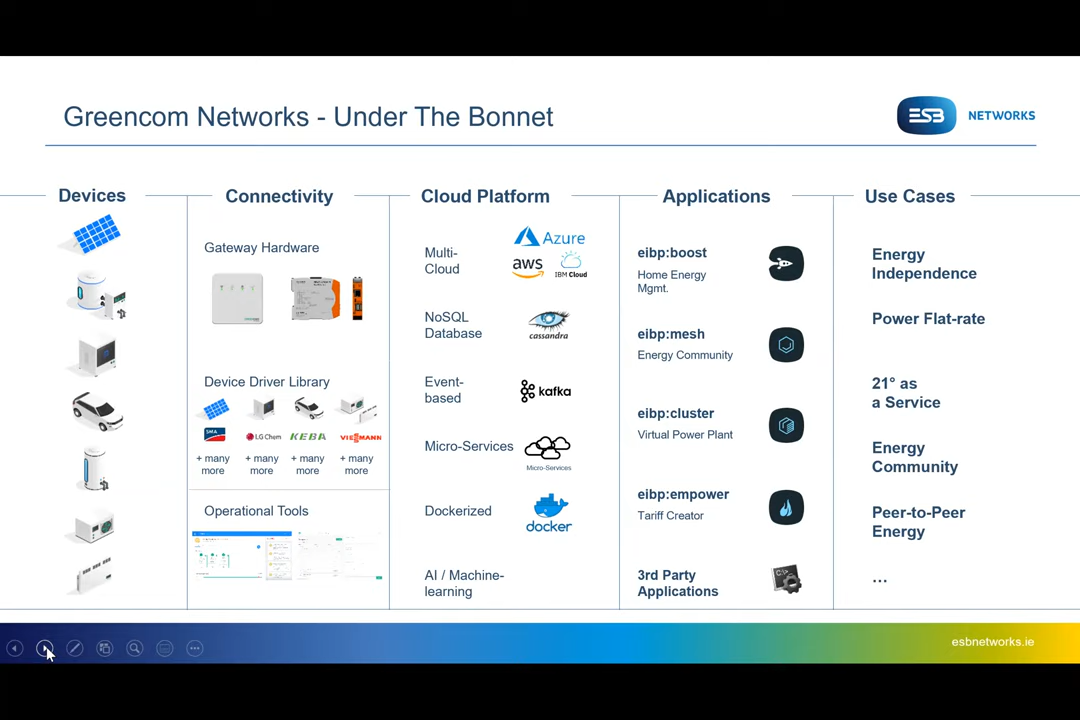 Greencom Networks - Under The Bonnet
ESB NETWORKS
Devices
Connectivity
Gateway Hardware
Device Driver Library
SMA
LG Chem
KEBA
VIESSMANN
+ many
more
+ many
more
+ many
more
+ many
more
Operational Tools
Cloud Platform
Multi-
Cloud
Azure
aws
IBM Cloud
NoSQL
Database
cassandra
Event-
based
kafka
Micro-Services
Micro-Services
Dockerized
docker
AI / Machine-
learning
Applications
eibp:boost
Home Energy
Mgmt.
eibp:mesh
Energy Community
eibp:cluster
Virtual Power Plant
eibp:empower
Tariff Creator
3rd Party
Applications
C:\>
Use Cases
Energy
Independence
Power Flat-rate
21° as
a Service
Energy
Community
Peer-to-Peer
Energy
...
esbnetworks.ie